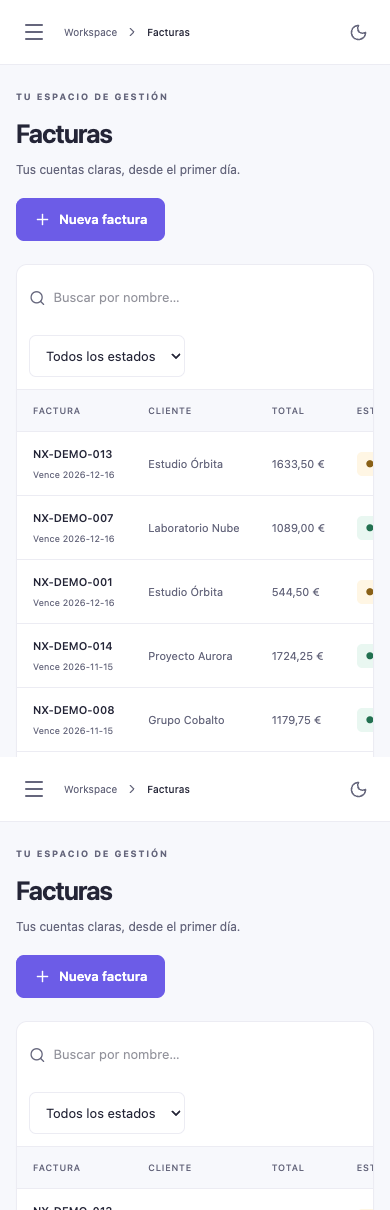 Workspace > Facturas
TU ESPACIO DE GESTIÓN
Facturas
Tus cuentas claras, desde el primer día.
+ Nueva factura
Buscar por nombre...
Todos los estados
FACTURA CLIENTE TOTAL EST
NX-DEMO-013
Vence 2026-12-16
Estudio Órbita
1633,50 €
NX-DEMO-007
Vence 2026-12-16
Laboratorio Nube
1089,00 €
NX-DEMO-001
Vence 2026-12-16
Estudio Órbita
544,50 €
NX-DEMO-014
Vence 2026-11-15
Proyecto Aurora
1724,25 €
NX-DEMO-008
Vence 2026-11-15
Grupo Cobalto
1179,75 €
Workspace > Facturas
TU ESPACIO DE GESTIÓN
Facturas
Tus cuentas claras, desde el primer día.
+ Nueva factura
Buscar por nombre...
Todos los estados
FACTURA CLIENTE TOTAL EST